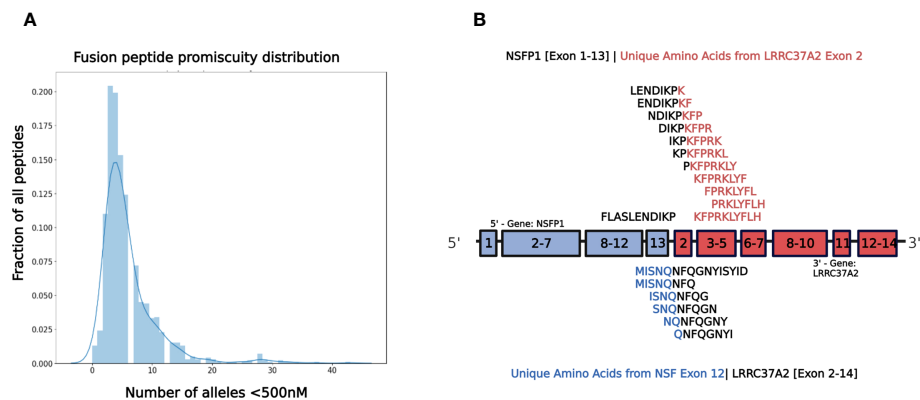 A
Fusion peptide promiscuity distribution
Fraction of all peptides
0.200
0.175
0.150
0.125
0.100
0.075
0.050
0.025
0.000
0 10 20 30 40
Number of alleles <500nM
B
NSFP1 [Exon 1-13] | Unique Amino Acids from LRRC37A2 Exon 2
LENDIKPK
ENDIKPKF
NDIKPKFP
DIKPKFPR
IKPKFPRK
KPKFPRKL
PKFPRKLY
KFPRKLYF
FPRKLYFL
PRKLYFLH
FLASLENDIKP KFPRKLYFLH
5' - Gene: NSFP1
5' 1 2-7 8-12 13 2 3-5 6-7 8-10 11 12-14 3'
3' - Gene:
LRRC37A2
MISNQNFQGNYISYID
MISNQNFQ
ISNQNFQG
SNQNFQGN
NQNFQGNY
QNFQGNYI
Unique Amino Acids from NSF Exon 12| LRRC37A2 [Exon 2-14]